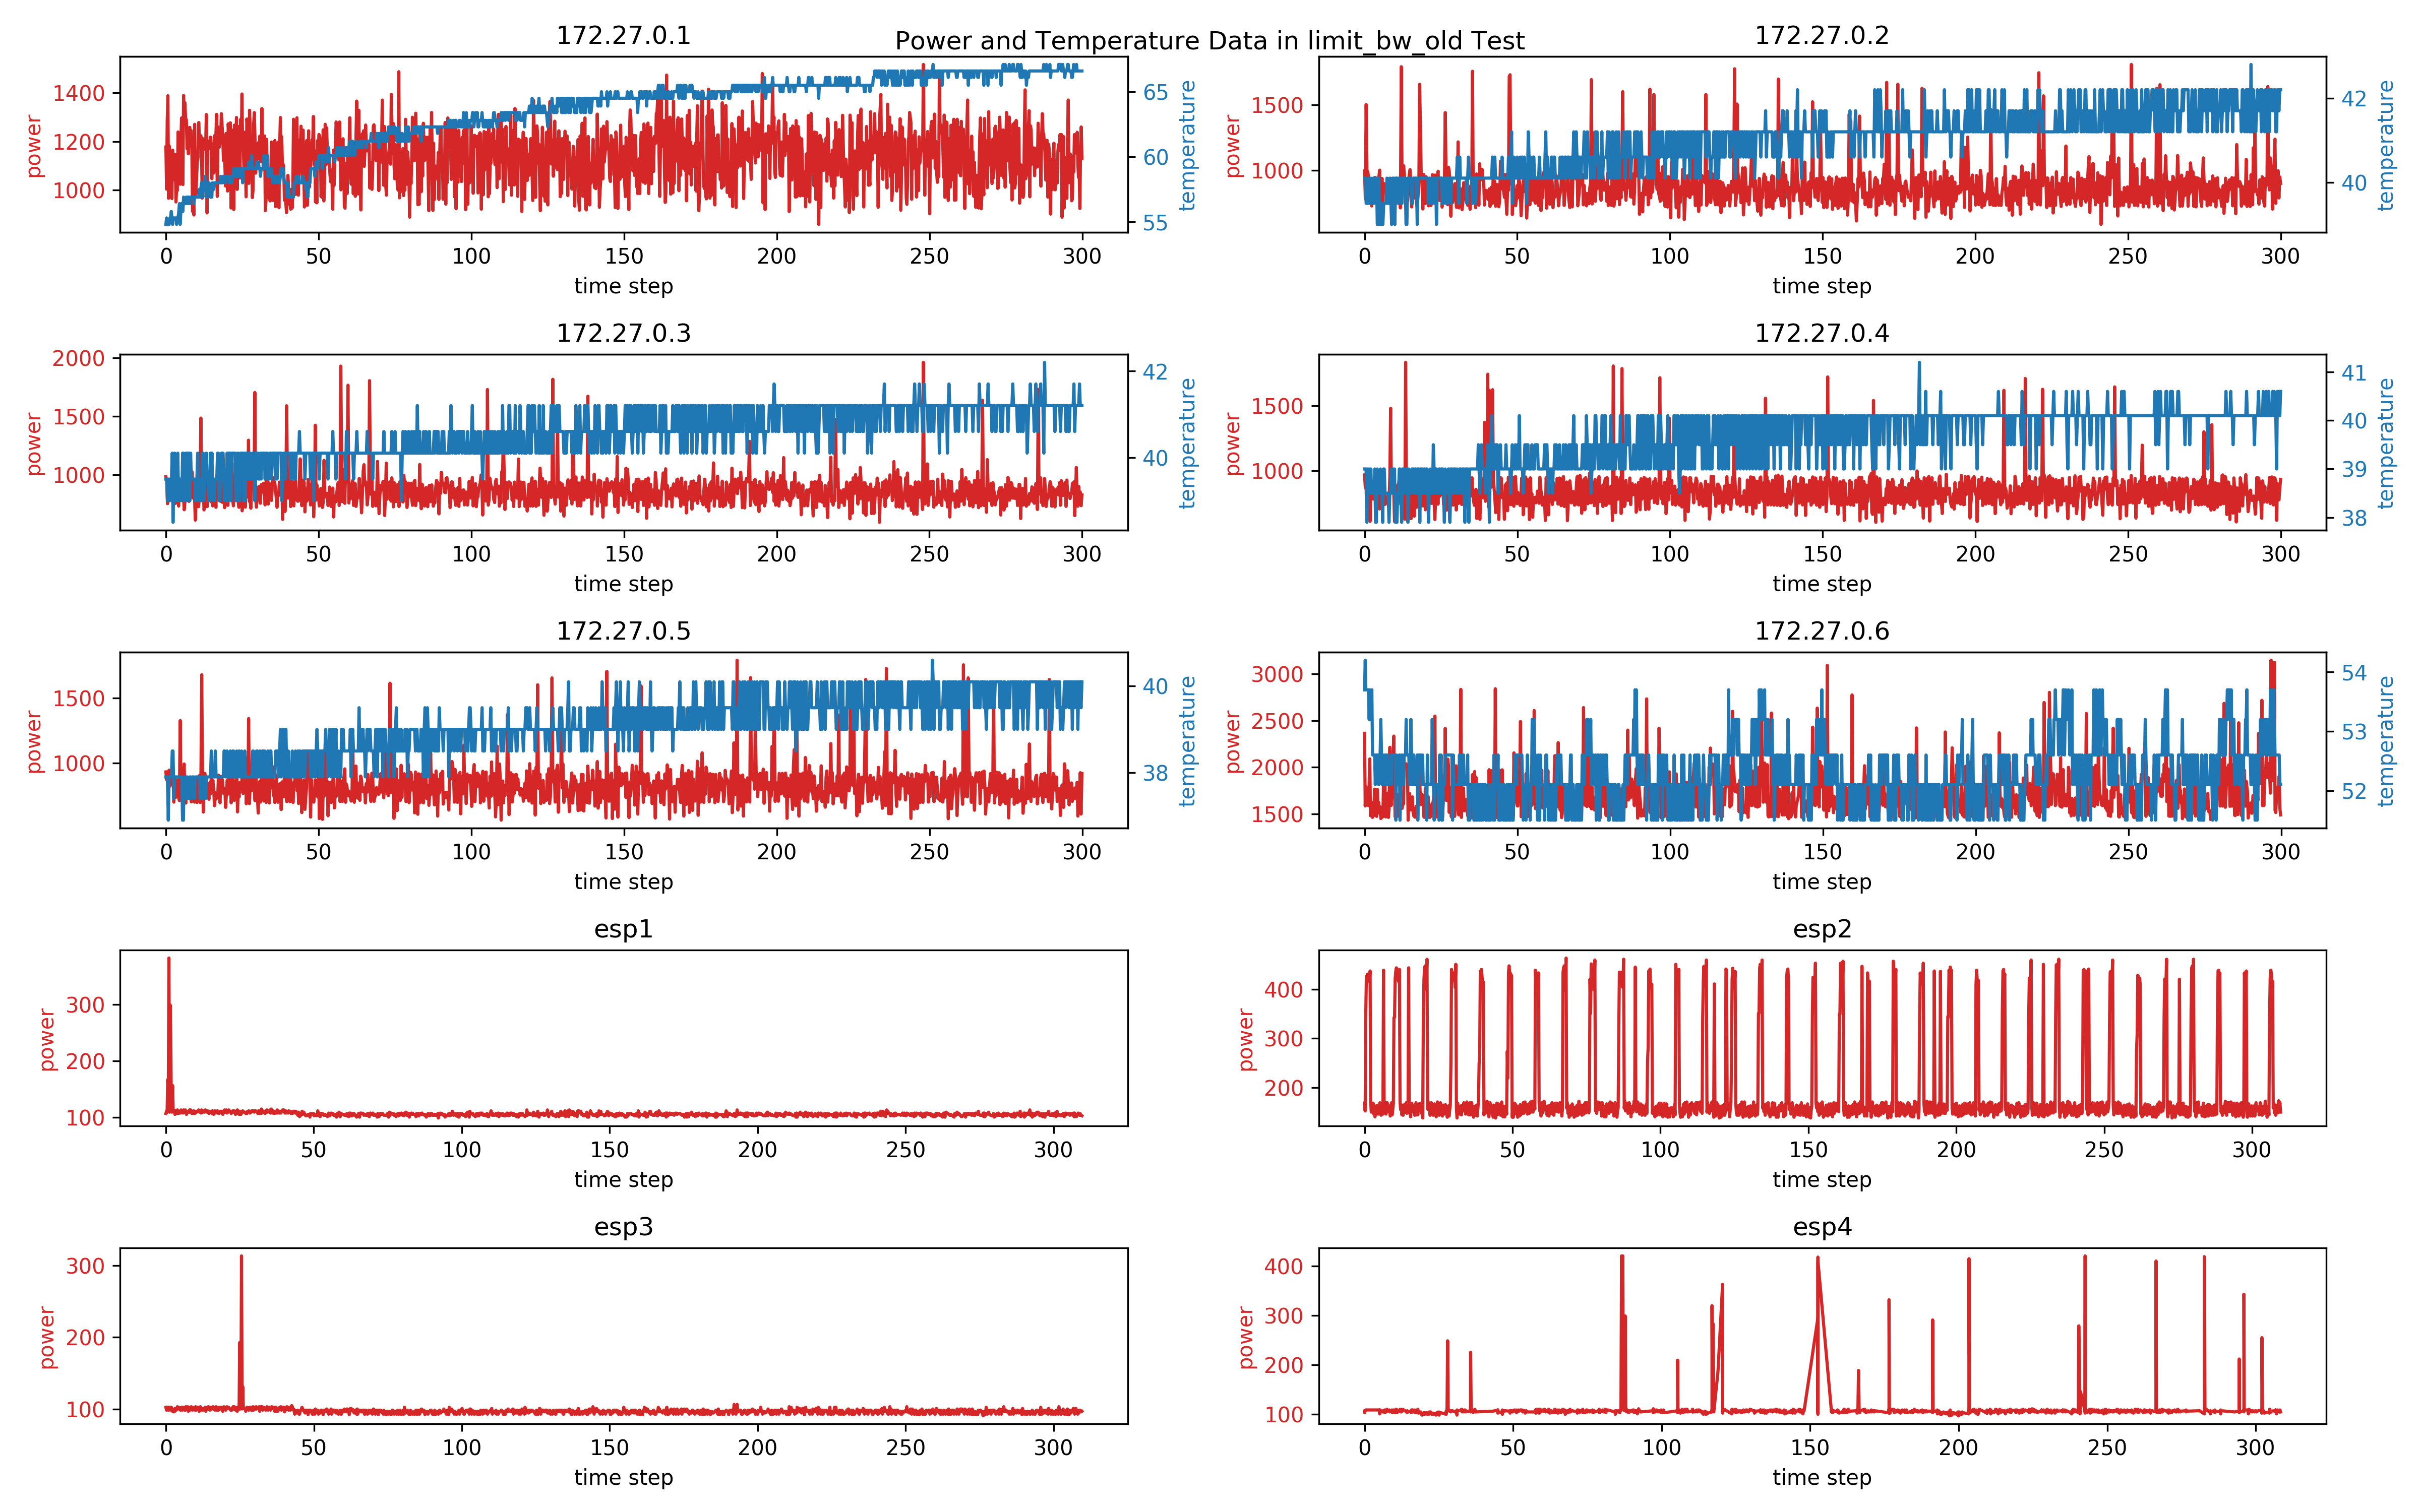 Power and Temperature Data in limit_bw_old Test
172.27.0.1
1400
1200
1000
power
65
60
55
temperature
0 50 100 150 200 250 300
time step
172.27.0.2
1500
1000
power
42
40
temperature
0 50 100 150 200 250 300
time step
172.27.0.3
2000
1500
1000
power
42
40
temperature
0 50 100 150 200 250 300
time step
172.27.0.4
1500
1000
power
41
40
39
38
temperature
0 50 100 150 200 250 300
time step
172.27.0.5
1500
1000
power
40
38
temperature
0 50 100 150 200 250 300
time step
172.27.0.6
3000
2500
2000
1500
power
54
53
52
temperature
0 50 100 150 200 250 300
time step
esp1
300
200
100
power
0 50 100 150 200 250 300
time step
esp2
400
300
200
power
0 50 100 150 200 250 300
time step
esp3
300
200
100
power
0 50 100 150 200 250 300
time step
esp4
400
300
200
100
power
0 50 100 150 200 250 300
time step